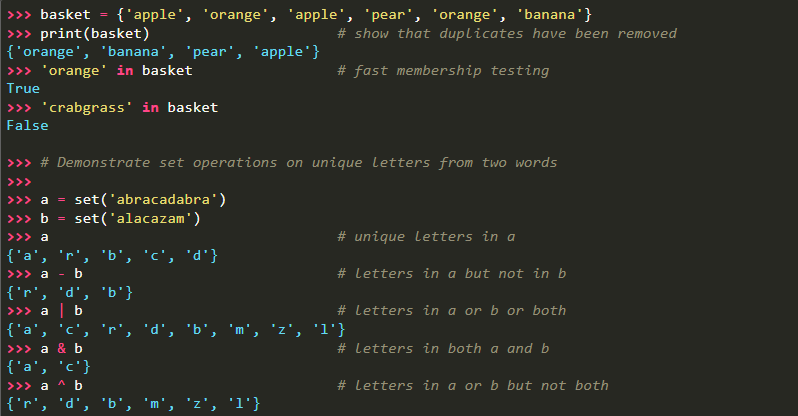 >>> basket = {'apple', 'orange', 'apple', 'pear', 'orange', 'banana'}
>>> print(basket)                      # show that duplicates have been removed
{'orange', 'banana', 'pear', 'apple'}
>>> 'orange' in basket                 # fast membership testing
True
>>> 'crabgrass' in basket
False

>>> # Demonstrate set operations on unique letters from two words
>>>
>>> a = set('abracadabra')
>>> b = set('alacazam')
>>> a                                  # unique letters in a
{'a', 'r', 'b', 'c', 'd'}
>>> a - b                              # letters in a but not in b
{'r', 'd', 'b'}
>>> a | b                              # letters in a or b or both
{'a', 'c', 'r', 'd', 'b', 'm', 'z', 'l'}
>>> a & b                              # letters in both a and b
{'a', 'c'}
>>> a ^ b                              # letters in a or b but not both
{'r', 'd', 'b', 'm', 'z', 'l'}